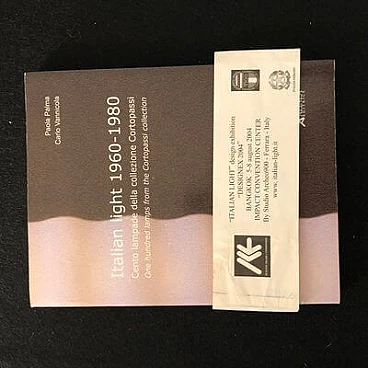 Paola Palma
Carlo Vannicola
Italian light 1960-1980
Cento lampade della collezione Cortopassi
One hundred lamps from the Cortopassi collection
"ITALIAN LIGHT" design exhibition
"DESIGNEX 2004"
BANGKOK 5-8 august 2004
IMPACT CONVENTION CENTER
By Studio Archeo900 - Ferrara - Italy
www.italian-light.it